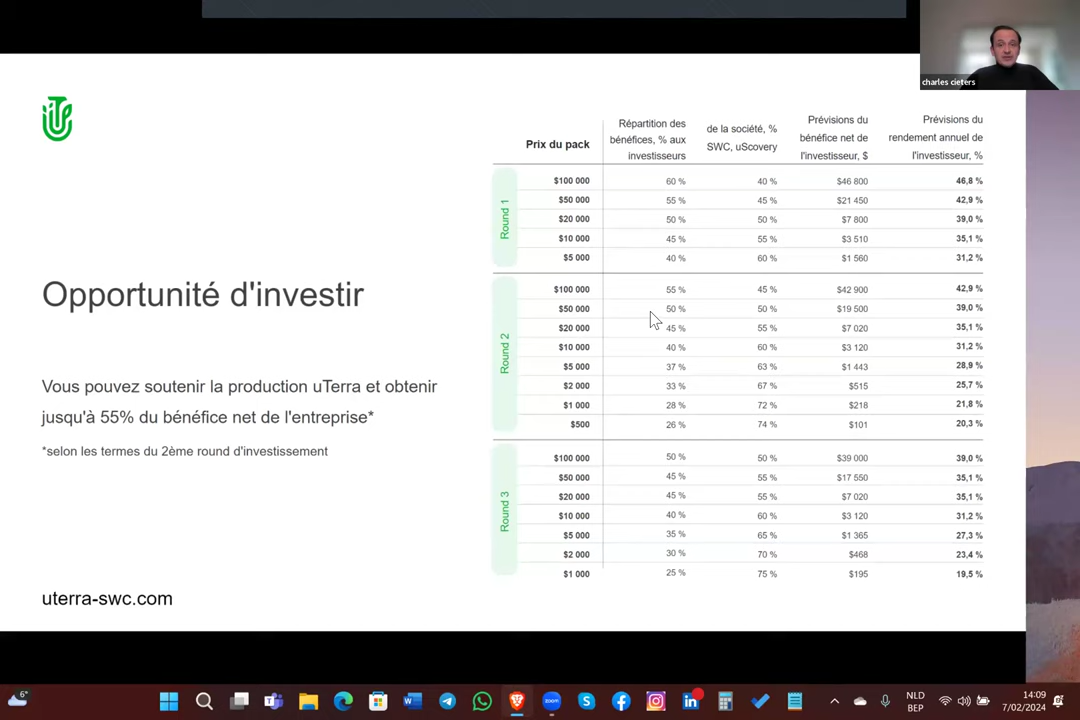 charles cieters
Opportunité d'investir
Vous pouvez soutenir la production uTerra et obtenir
jusqu'à 55% du bénéfice net de l'entreprise*
*selon les termes du 2ème round d'investissement
uterra-swc.com
Prix du pack
Répartition des
bénéfices, % aux
investisseurs
de la société, %
SWC, uScovery
Prévisions du
bénéfice net de
l'investisseur, $
Prévisions du
rendement annuel de
l'investisseur, %
Round 1
$100 000 60 % 40 % $46 800 46,8 %
$50 000 55 % 45 % $21 450 42,9 %
$20 000 50 % 50 % $7 800 39,0 %
$10 000 45 % 55 % $3 510 35,1 %
$5 000 40 % 60 % $1 560 31,2 %
Round 2
$100 000 55 % 45 % $42 900 42,9 %
$50 000 50 % 50 % $19 500 39,0 %
$20 000 45 % 55 % $7 020 35,1 %
$10 000 40 % 60 % $3 120 31,2 %
$5 000 37 % 63 % $1 443 28,9 %
$2 000 33 % 67 % $515 25,7 %
$1 000 28 % 72 % $218 21,8 %
$500 26 % 74 % $101 20,3 %
Round 3
$100 000 50 % 50 % $39 000 39,0 %
$50 000 45 % 55 % $17 550 35,1 %
$20 000 45 % 55 % $7 020 35,1 %
$10 000 40 % 60 % $3 120 31,2 %
$5 000 35 % 65 % $1 365 27,3 %
$2 000 30 % 70 % $468 23,4 %
$1 000 25 % 75 % $195 19,5 %
6°
zoom
NLD
BEP
14:09
7/02/2024